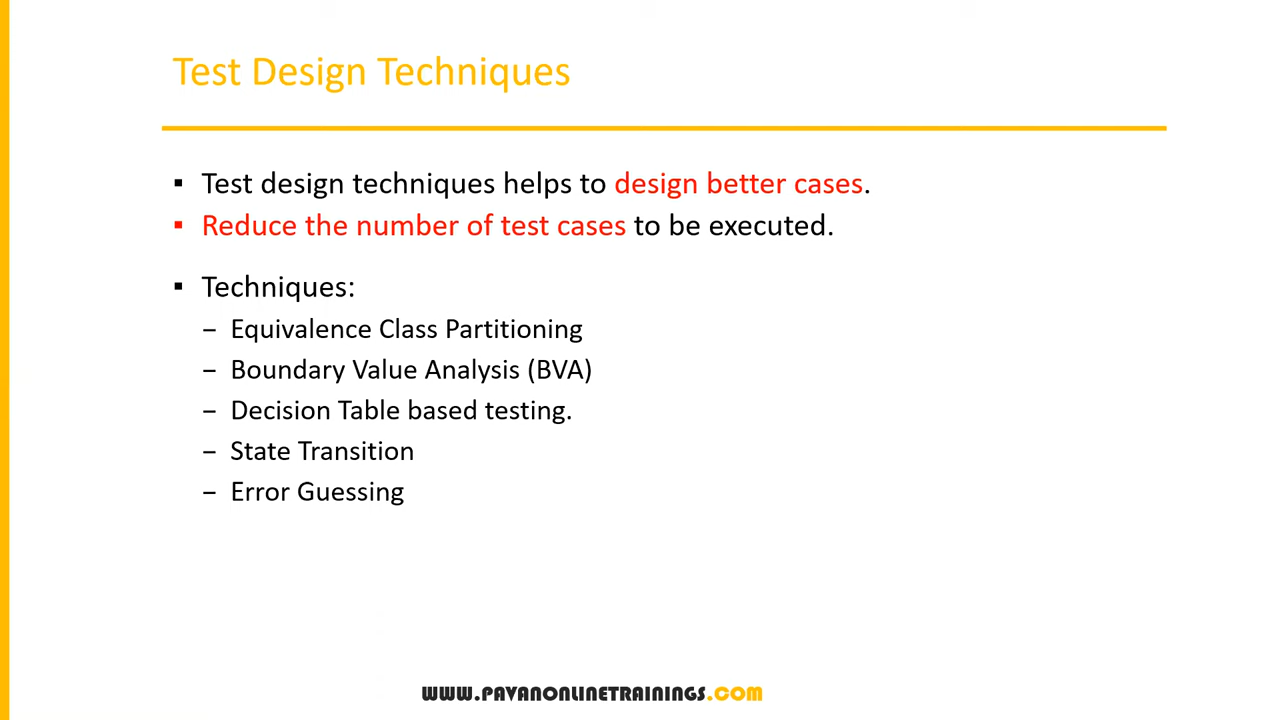 Test Design Techniques
▪ Test design techniques helps to design better cases.
▪ Reduce the number of test cases to be executed.
▪ Techniques:
– Equivalence Class Partitioning
– Boundary Value Analysis (BVA)
– Decision Table based testing.
– State Transition
– Error Guessing
WWW.PAVANONLINETRAININGS.COM